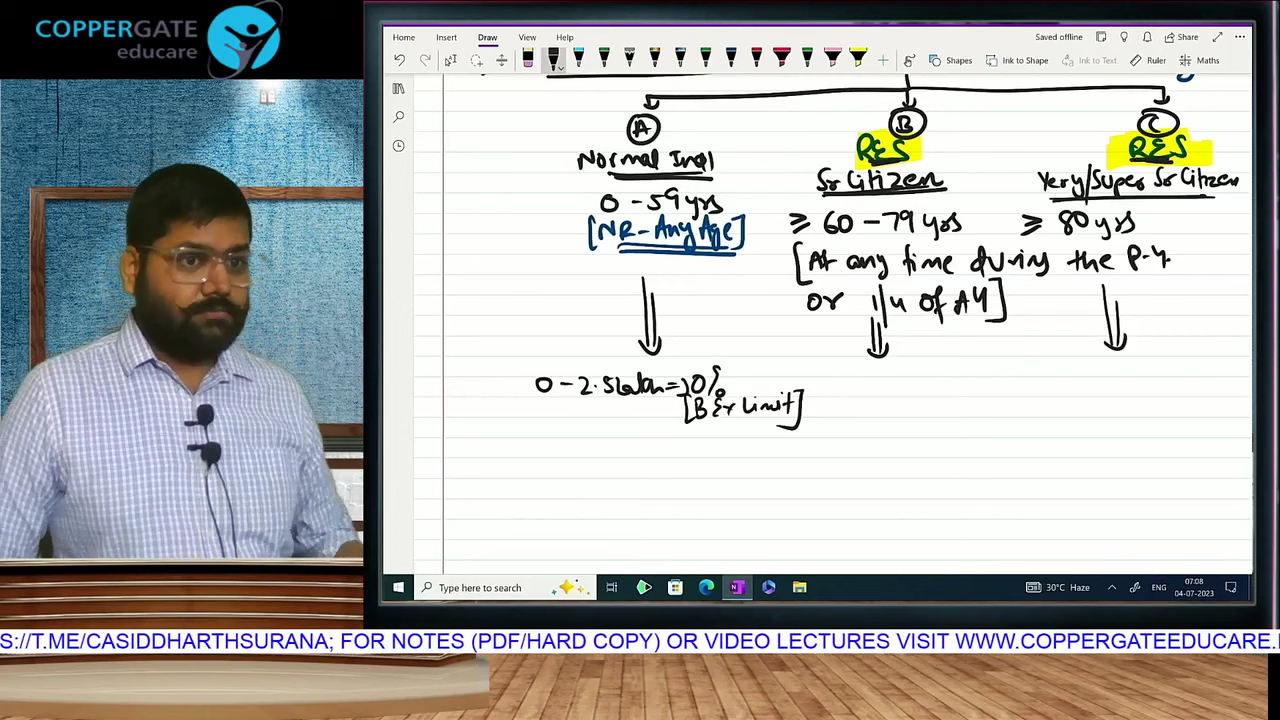 COPPERGATE
educare
Home Insert Draw View Help
Saved offline
Share
Shapes Ink to Shape Ink to Text Ruler Maths
A
Normal Indl
0 - 59 yrs
[NR - Any Age]
0 - 2.5 Lakh = 0%
[B Ex Limit]
B
RES
Sr Citizen
≥ 60 - 79 yrs
C
RES
Very/Super Sr Citizen
≥ 80 yrs
[At any time during the P.Y.
or 1/4 of AY]
Type here to search
30°C Haze
ENG
07:08
04-07-2023
S://T.ME/CASIDDHARTHSURANA; FOR NOTES (PDF/HARD COPY) OR VIDEO LECTURES VISIT WWW.COPPERGATEEDUCARE.